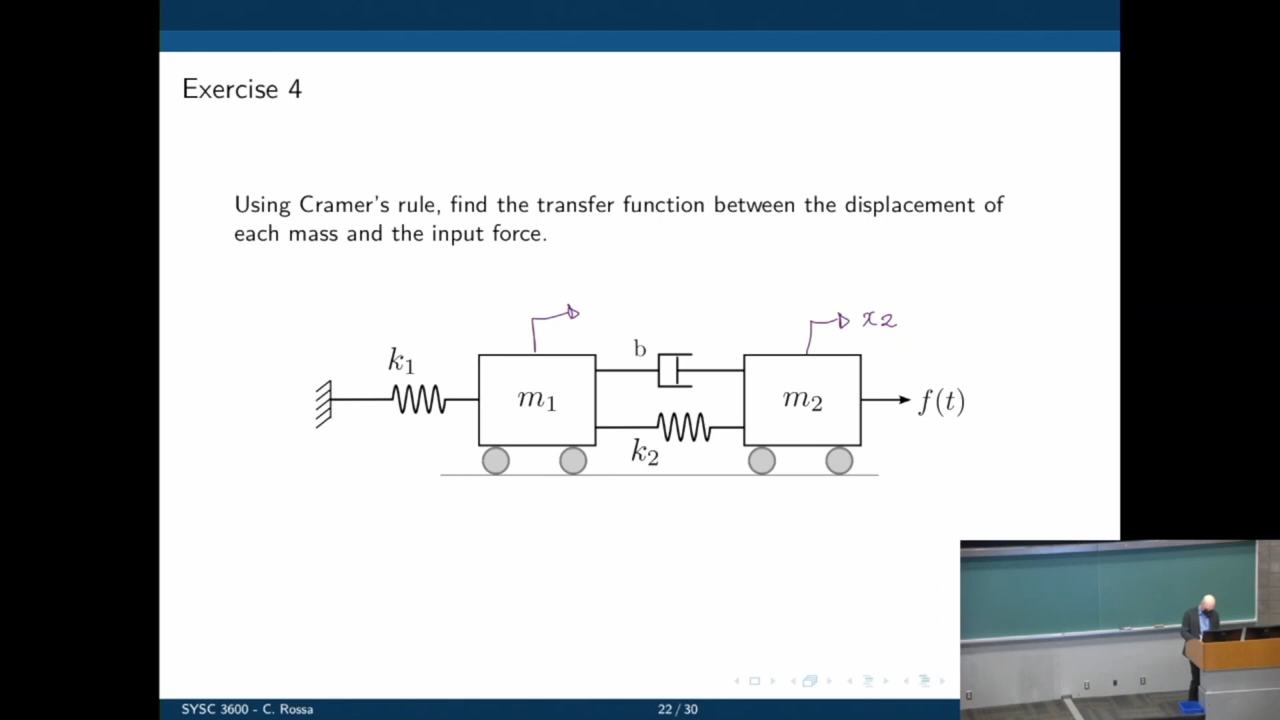 Exercise 4
Using Cramer's rule, find the transfer function between the displacement of
each mass and the input force.
x2
b
k₁
m₁
m₂
f(t)
k₂
SYSC 3600 - C. Rossa
22 / 30